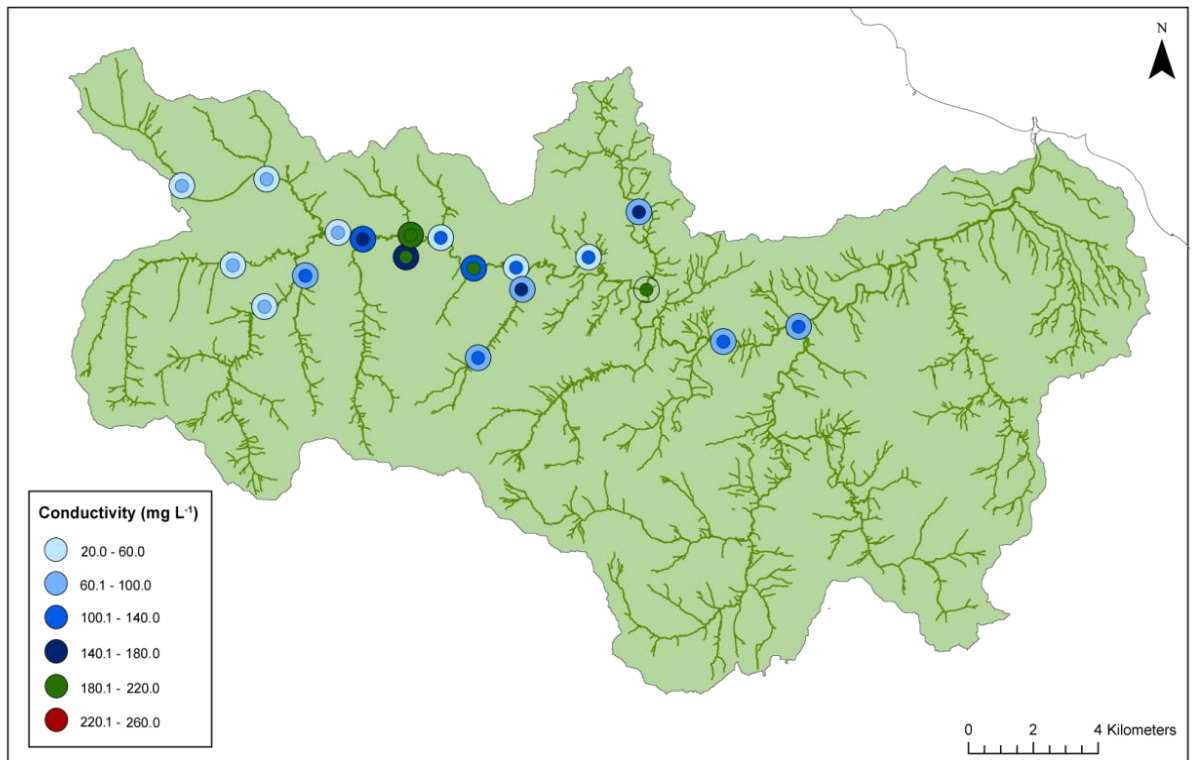 N
Conductivity (mg L⁻¹)
20.0 - 60.0
60.1 - 100.0
100.1 - 140.0
140.1 - 180.0
180.1 - 220.0
220.1 - 260.0
0 2 4 Kilometers